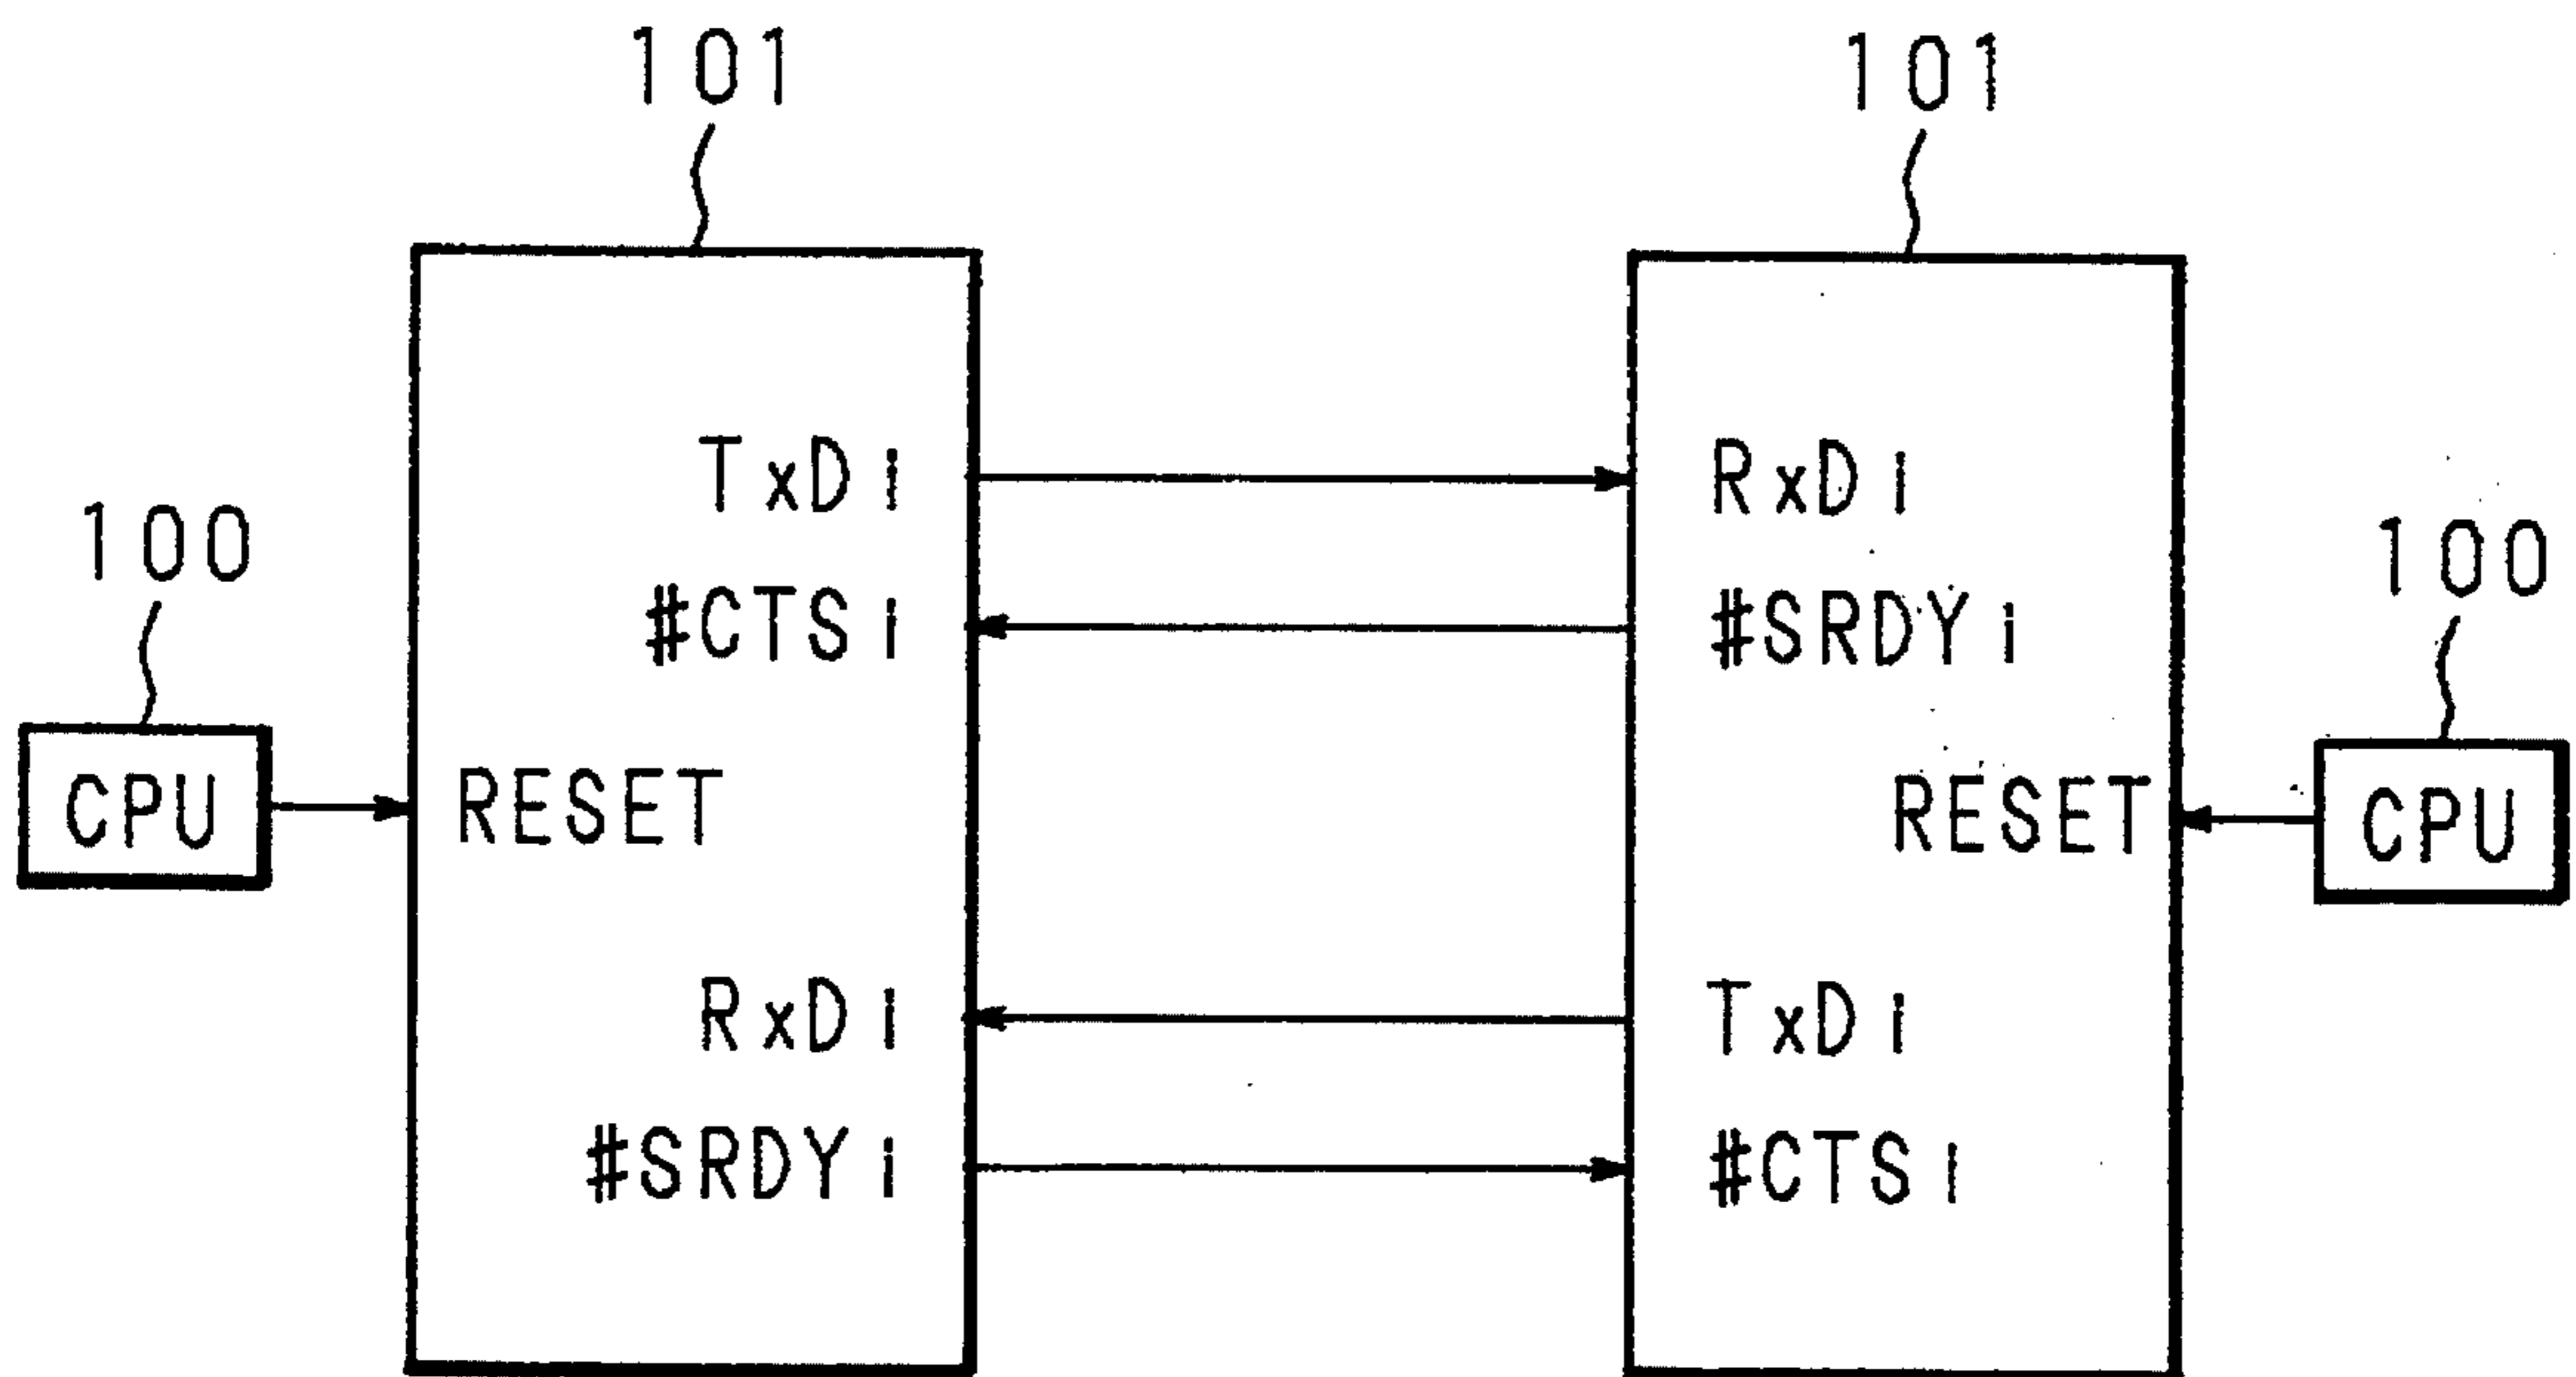 101 101
TxDi RxDi
100 100
#CTSi #SRDYi
CPU RESET RESET CPU
RxDi TxDi
#SRDYi #CTSi